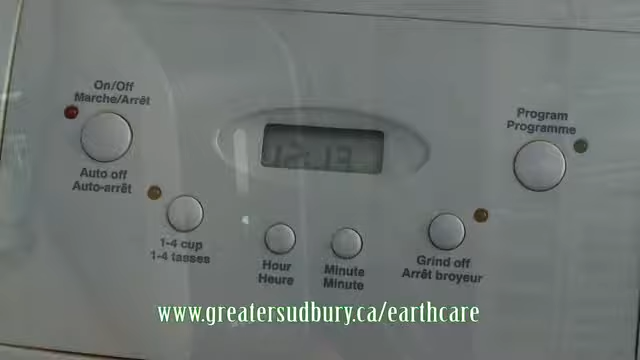 On/Off
Marche/Arrêt
Auto off
Auto-arrêt
1-4 cup
1-4 tasses
Hour
Heure
Minute
Minute
Grind off
Arrêt broyeur
Program
Programme
www.greatersudbury.ca/earthcare